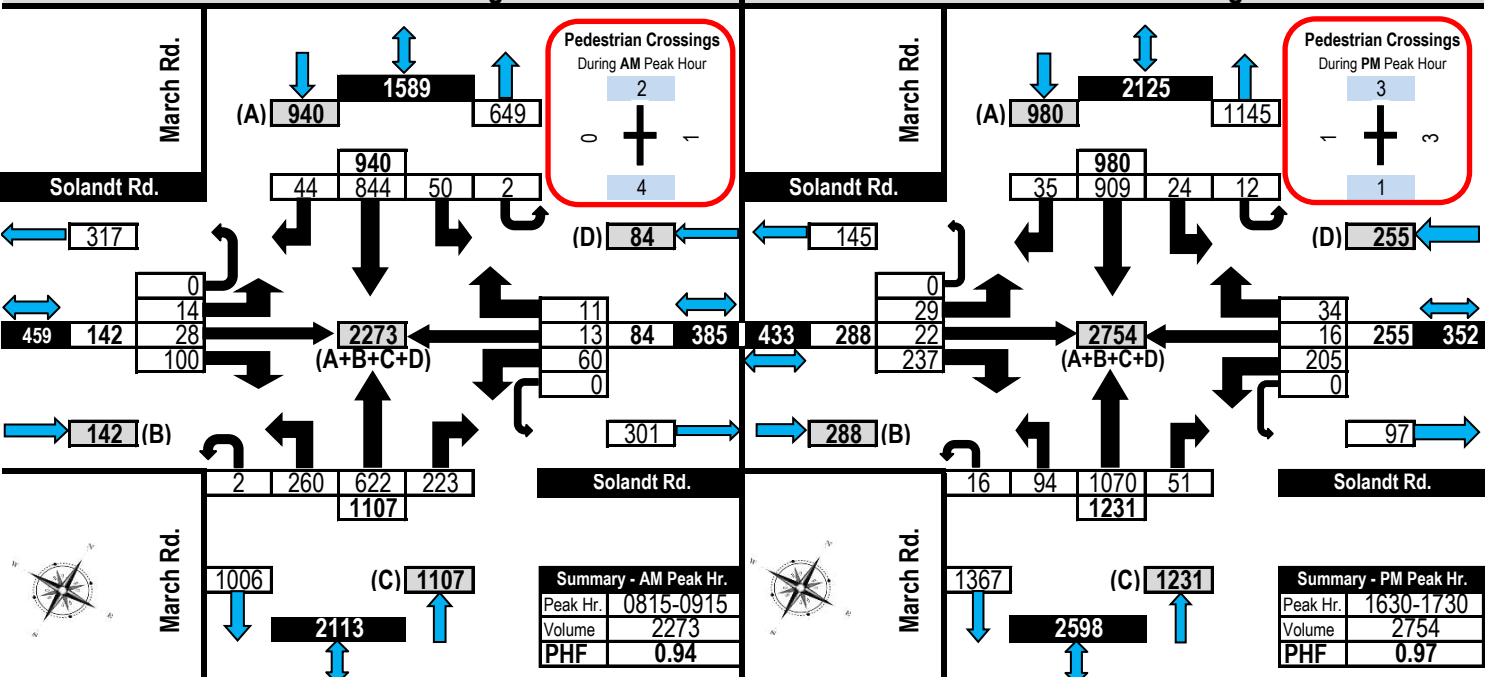 March Rd.
Solandt Rd.
(A) 940
1589
649
Pedestrian Crossings
During AM Peak Hour
2
0
1
4
940
44 844 50 2
317
(D) 84
0
14
28
100
459 142
2273
(A+B+C+D)
11
13
60
0
84 385
142 (B)
301
2 260 622 223
1107
Solandt Rd.
March Rd.
1006
(C) 1107
2113
Summary - AM Peak Hr.
Peak Hr. 0815-0915
Volume 2273
PHF 0.94
March Rd.
Solandt Rd.
(A) 980
2125
1145
Pedestrian Crossings
During PM Peak Hour
3
1
3
1
980
35 909 24 12
145
(D) 255
0
29
22
237
433 288
2754
(A+B+C+D)
34
16
205
0
255 352
288 (B)
97
16 94 1070 51
1231
Solandt Rd.
March Rd.
1367
(C) 1231
2598
Summary - PM Peak Hr.
Peak Hr. 1630-1730
Volume 2754
PHF 0.97